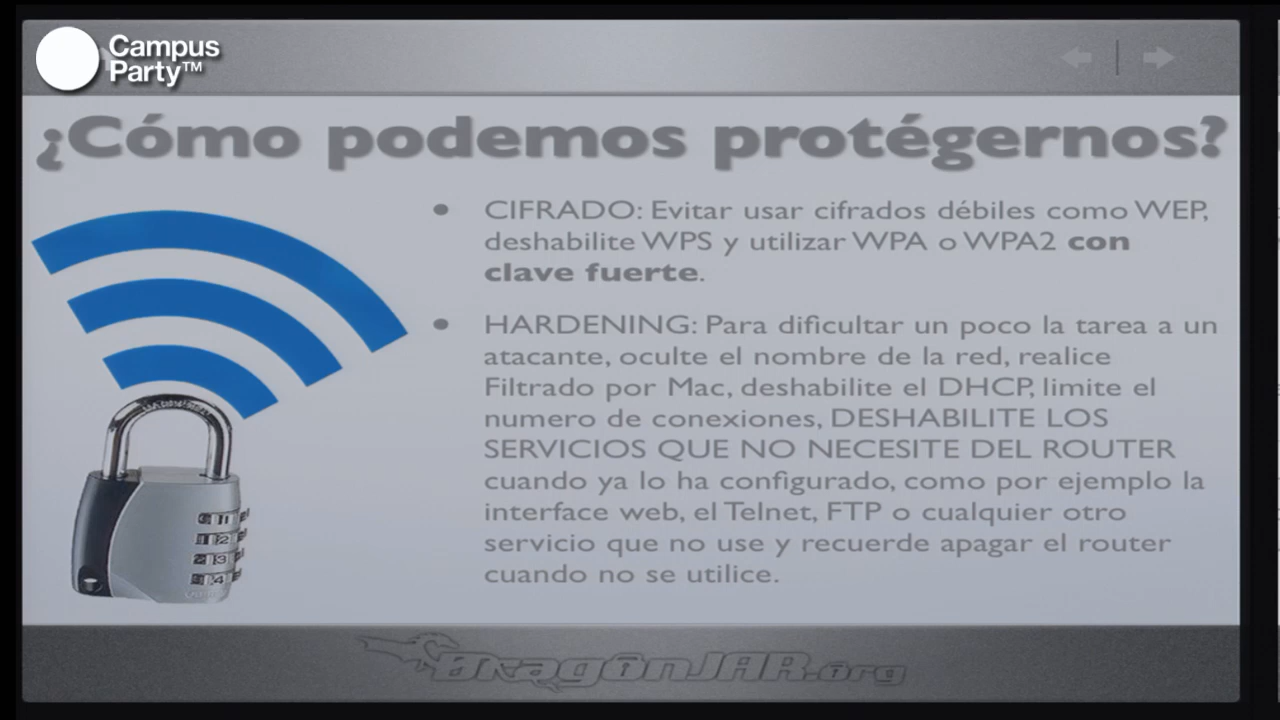 Campus
Party™
¿Cómo podemos protégernos?
• CIFRADO: Evitar usar cifrados débiles como WEP,
deshabilite WPS y utilizar WPA o WPA2 con
clave fuerte.
• HARDENING: Para dificultar un poco la tarea a un
atacante, oculte el nombre de la red, realice
Filtrado por Mac, deshabilite el DHCP, limite el
numero de conexiones, DESHABILITE LOS
SERVICIOS QUE NO NECESITE DEL ROUTER
cuando ya lo ha configurado, como por ejemplo la
interface web, el Telnet, FTP o cualquier otro
servicio que no use y recuerde apagar el router
cuando no se utilice.
DragonJAR.org